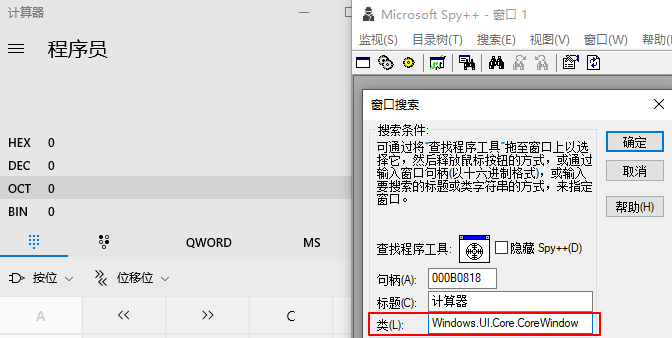 计算器
程序员
HEX 0
DEC 0
OCT 0
BIN 0
QWORD MS
按位 移位位
A << >> C
Microsoft Spy++ - 窗口 1
监视(S) 目录树(T) 搜索(E) 视图(V) 窗口(W) 帮助(H)
窗口搜索
搜索条件:
可通过将"查找程序工具"拖至窗口上以选
择它，然后释放鼠标按钮的方式，或通过
输入窗口句柄(以十六进制格式)，或输入
要搜索的标题或类字符串的方式，来指定
窗口。
确定
取消
帮助(H)
查找程序工具: 隐藏 Spy++(D)
句柄(A): 000B0818
标题(C): 计算器
类(L): Windows.UI.Core.CoreWindow